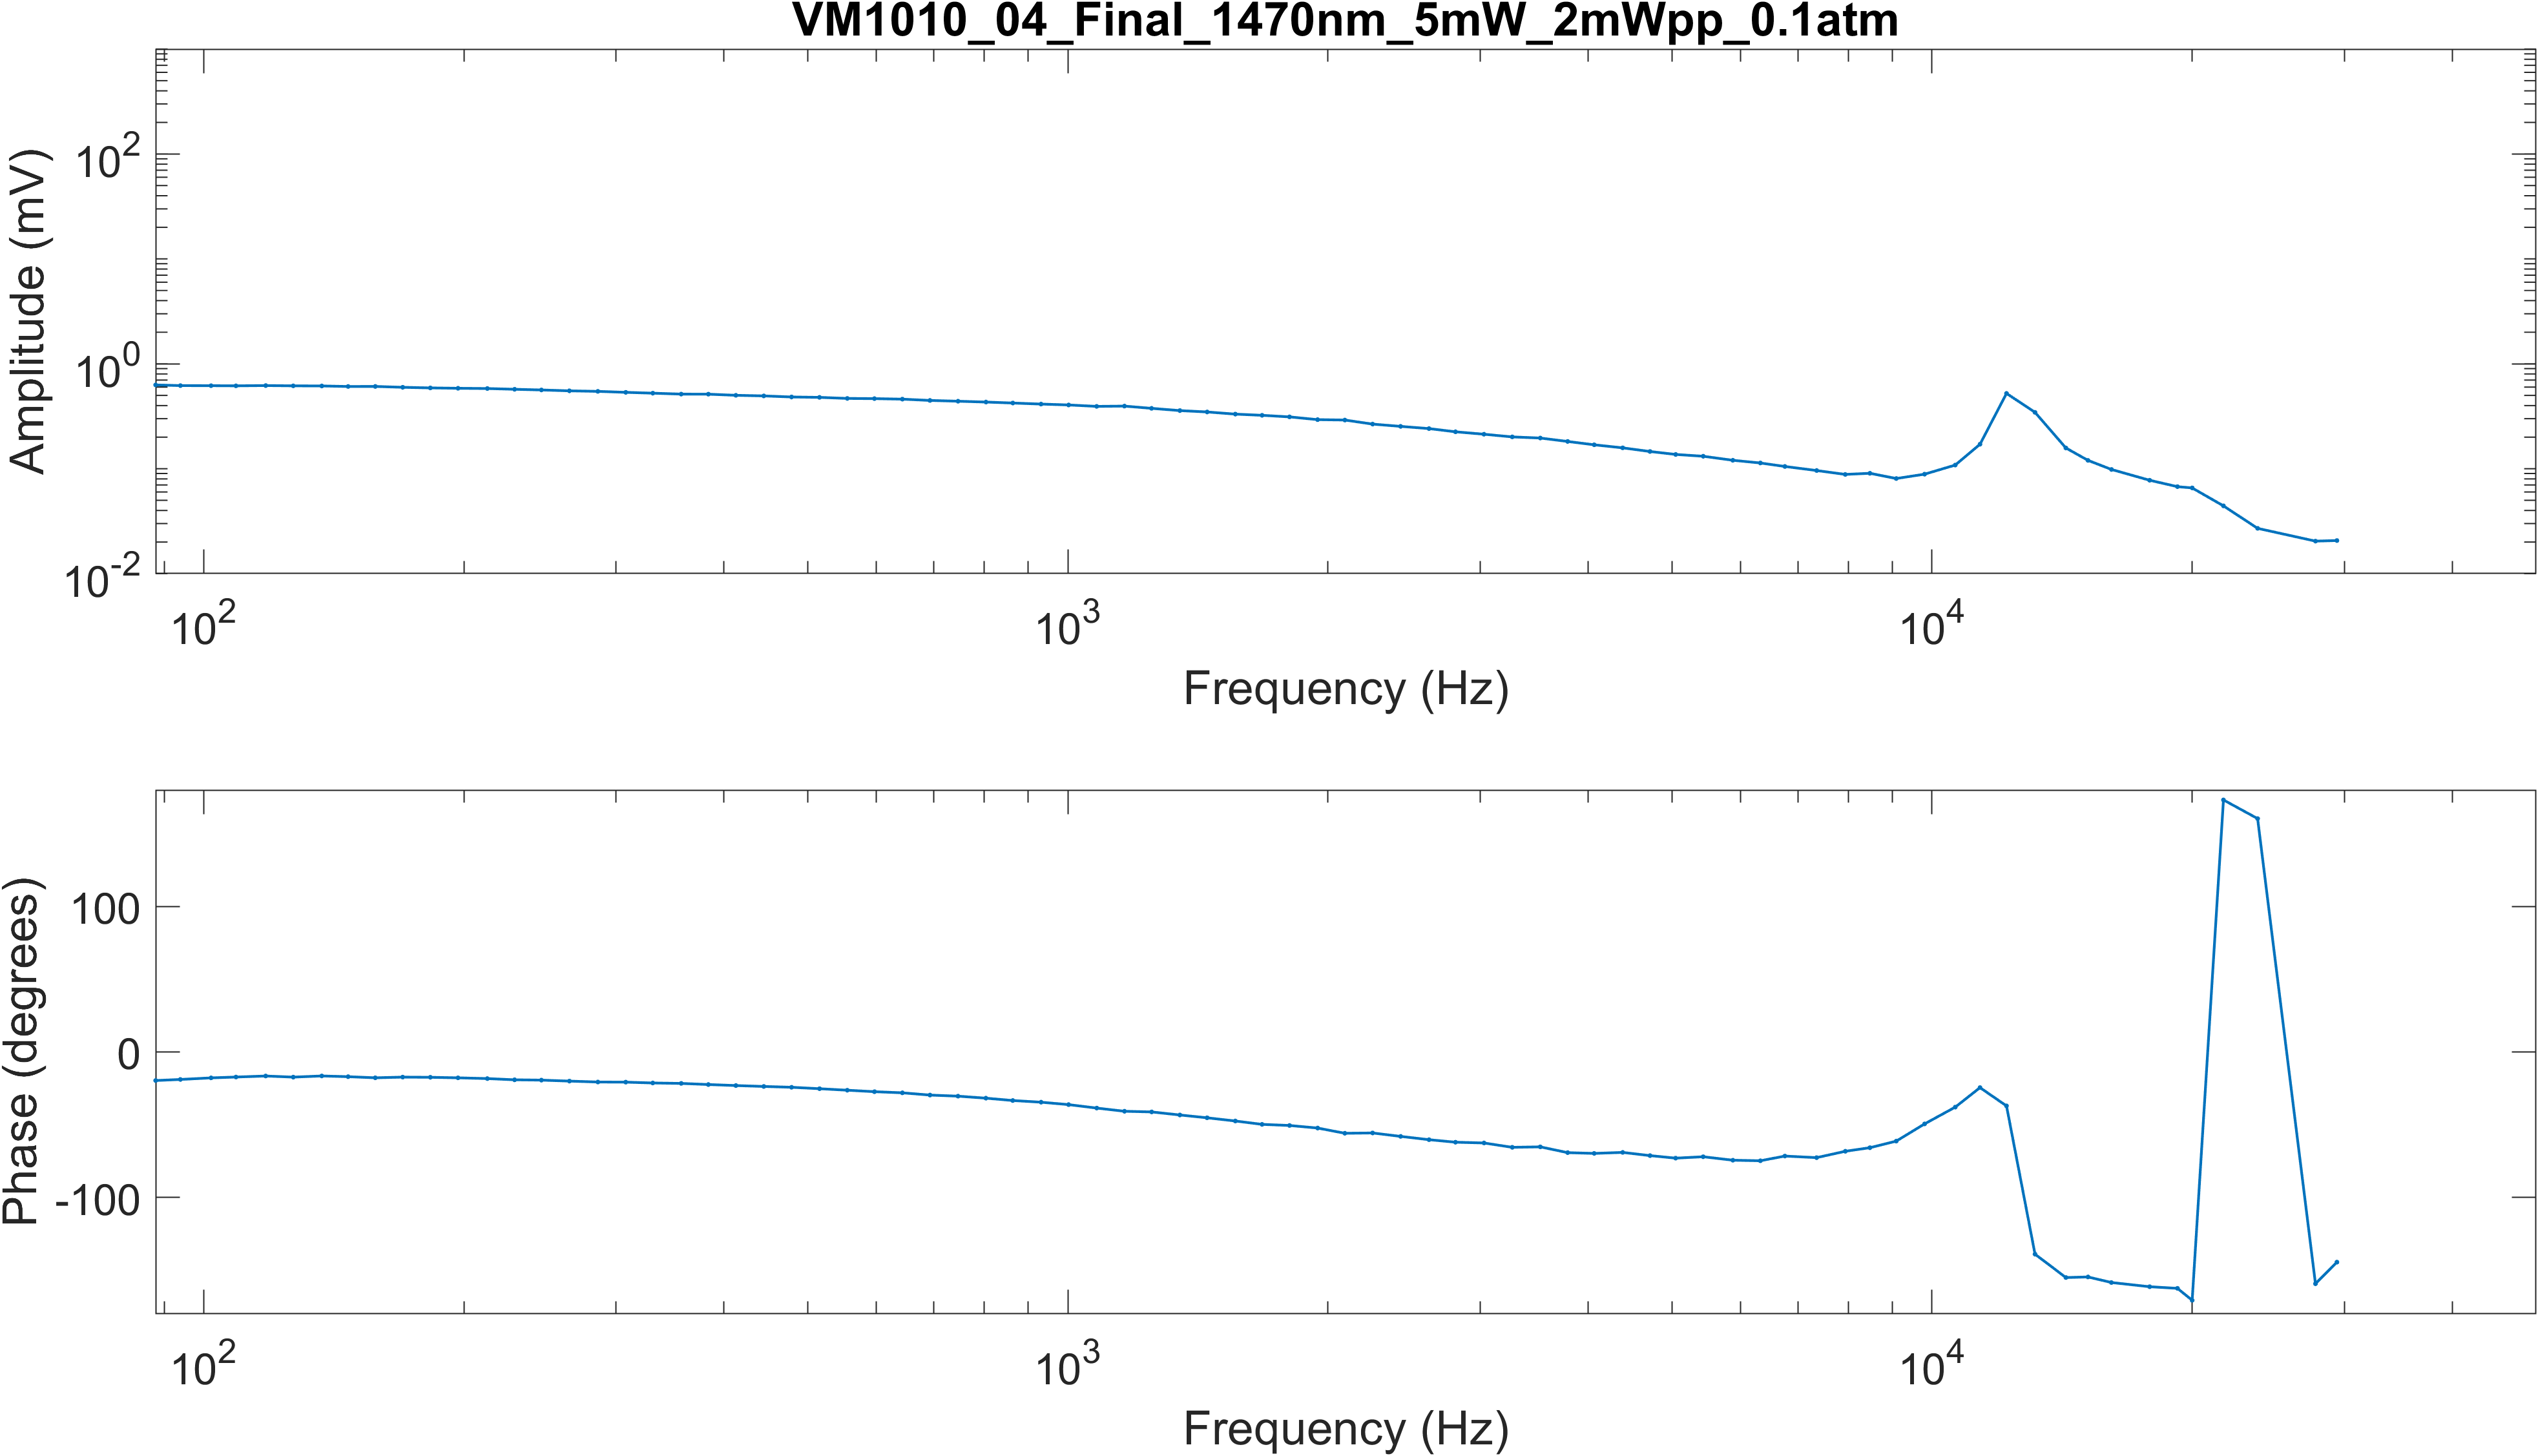 VM1010_04_Final_1470nm_5mW_2mWpp_0.1atm
Amplitude (mV)
10^2
10^0
10^-2
10^2 10^3 10^4
Frequency (Hz)
Phase (degrees)
100
0
-100
10^2 10^3 10^4
Frequency (Hz)